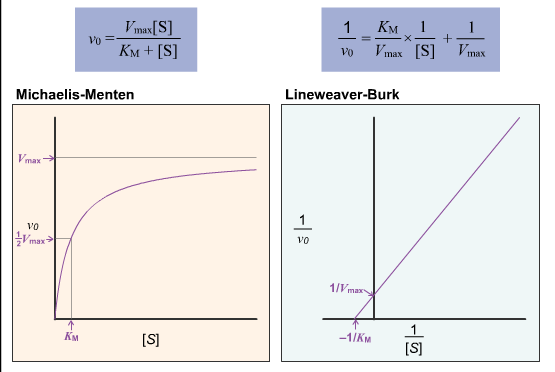 v₀ = Vmax[S] / KM + [S]
1/v₀ = KM/Vmax × 1/[S] + 1/Vmax
Michaelis-Menten
Vmax
v₀
½Vmax
KM
[S]
Lineweaver-Burk
1/v₀
1/Vmax
–1/KM
1/[S]